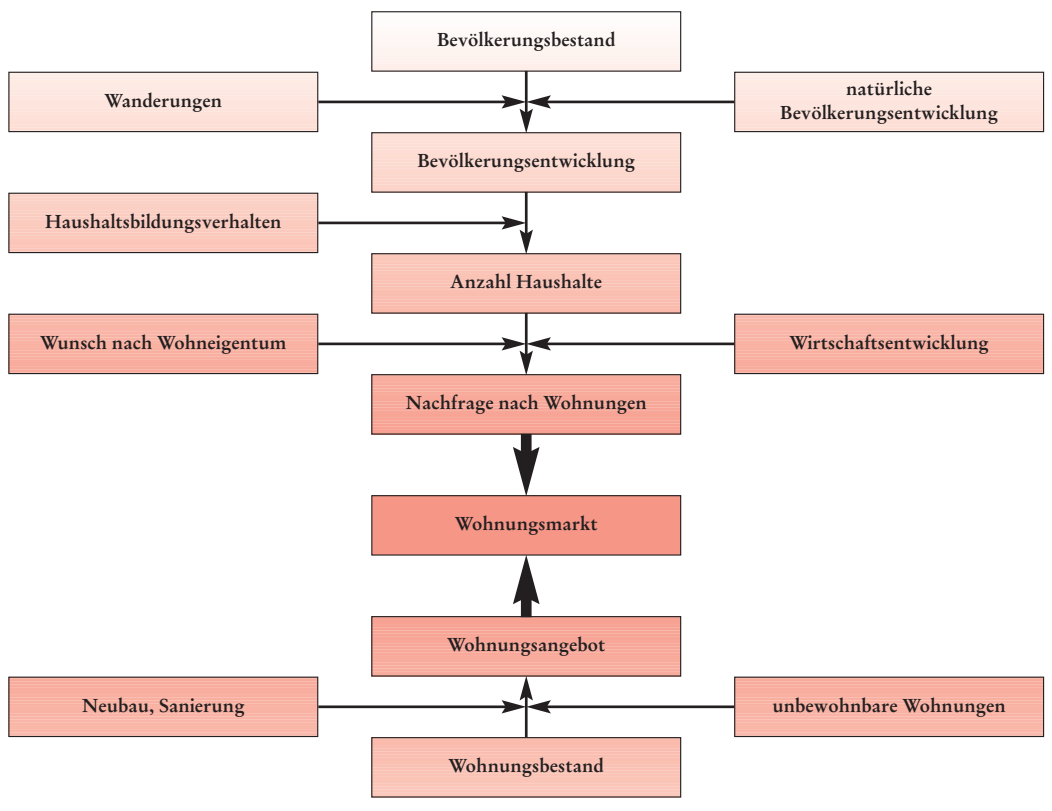 Bevölkerungsbestand
Wanderungen
natürliche
Bevölkerungsentwicklung
Bevölkerungsentwicklung
Haushaltsbildungsverhalten
Anzahl Haushalte
Wunsch nach Wohneigentum
Wirtschaftsentwicklung
Nachfrage nach Wohnungen
Wohnungsmarkt
Wohnungsangebot
Neubau, Sanierung
unbewohnbare Wohnungen
Wohnungsbestand